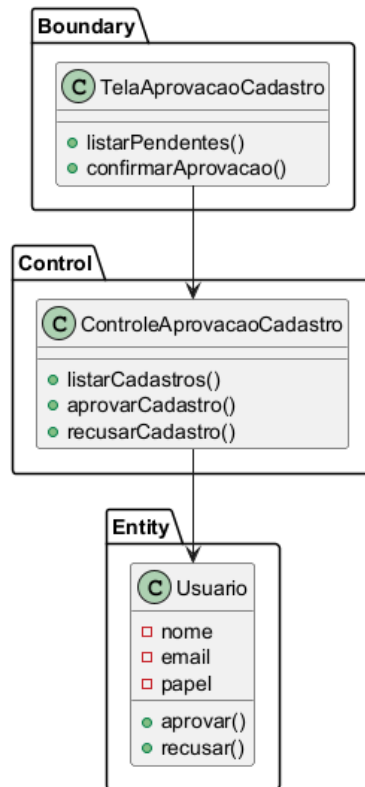 Boundary
C TelaAprovacaoCadastro
listarPendentes()
confirmarAprovacao()
Control
C ControleAprovacaoCadastro
listarCadastros()
aprovarCadastro()
recusarCadastro()
Entity
C Usuario
nome
email
papel
aprovar()
recusar()